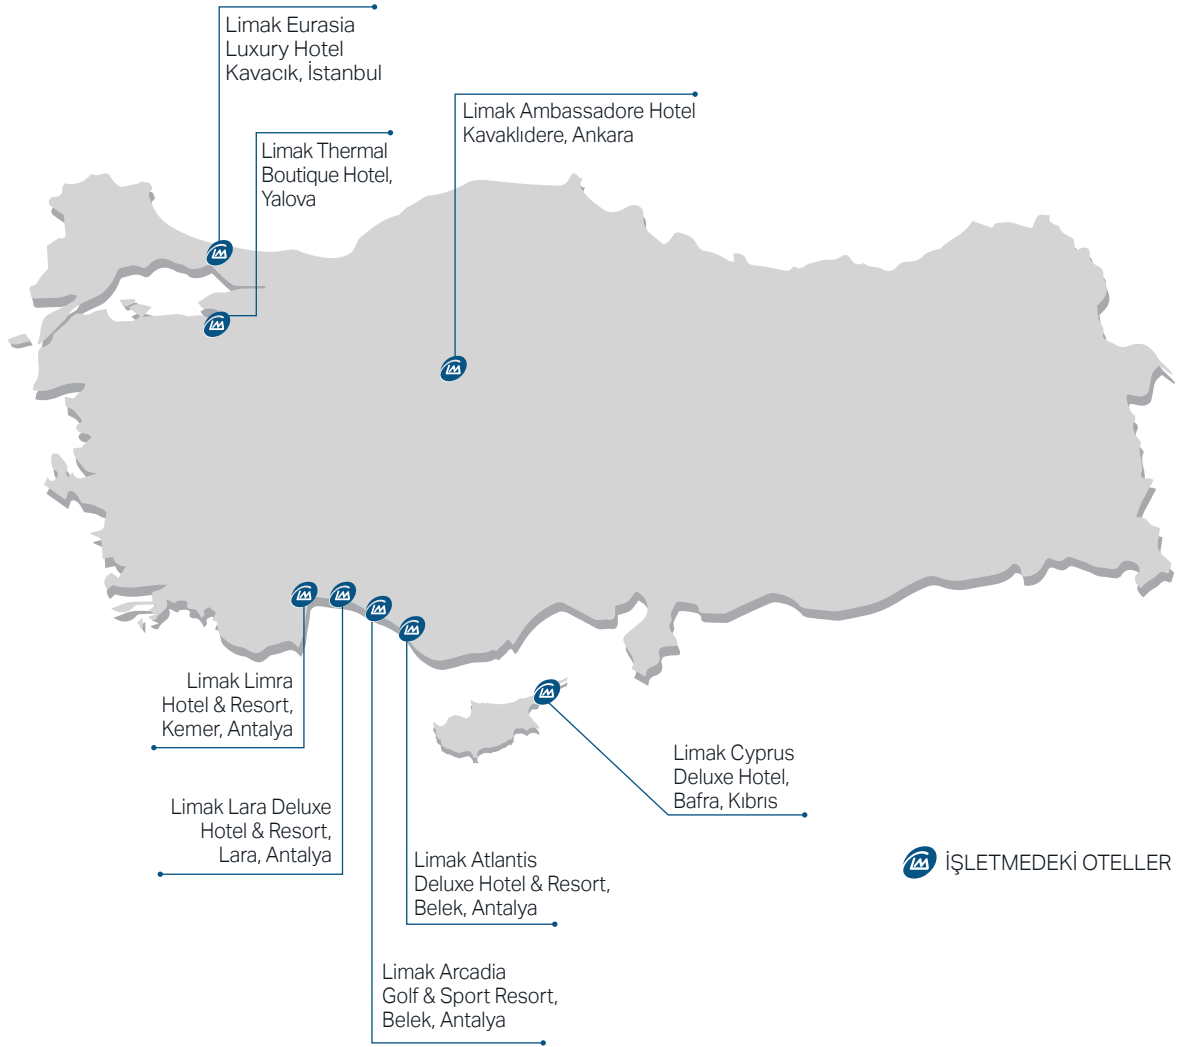 Limak Eurasia
Luxury Hotel
Kavacık, İstanbul
Limak Ambassadore Hotel
Kavaklıdere, Ankara
Limak Thermal
Boutique Hotel,
Yalova
Limak Limra
Hotel & Resort,
Kemer, Antalya
Limak Cyprus
Deluxe Hotel,
Bafra, Kıbrıs
Limak Lara Deluxe
Hotel & Resort,
Lara, Antalya
Limak Atlantis
Deluxe Hotel & Resort,
Belek, Antalya
İŞLETMEDEKİ OTELLER
Limak Arcadia
Golf & Sport Resort,
Belek, Antalya